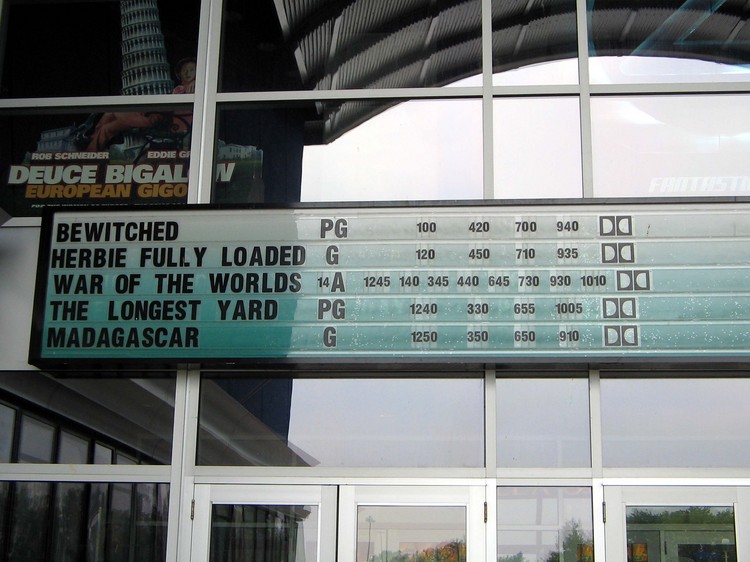 ROB SCHNEIDER EDDIE
DEUCE BIGALOW
EUROPEAN GIGO
FANTASTI
BEWITCHED PG 100 420 700 940
HERBIE FULLY LOADED G 120 450 710 935
WAR OF THE WORLDS 14A 1245 140 345 440 645 730 930 1010
THE LONGEST YARD PG 1240 330 655 1005
MADAGASCAR G 1250 350 650 910